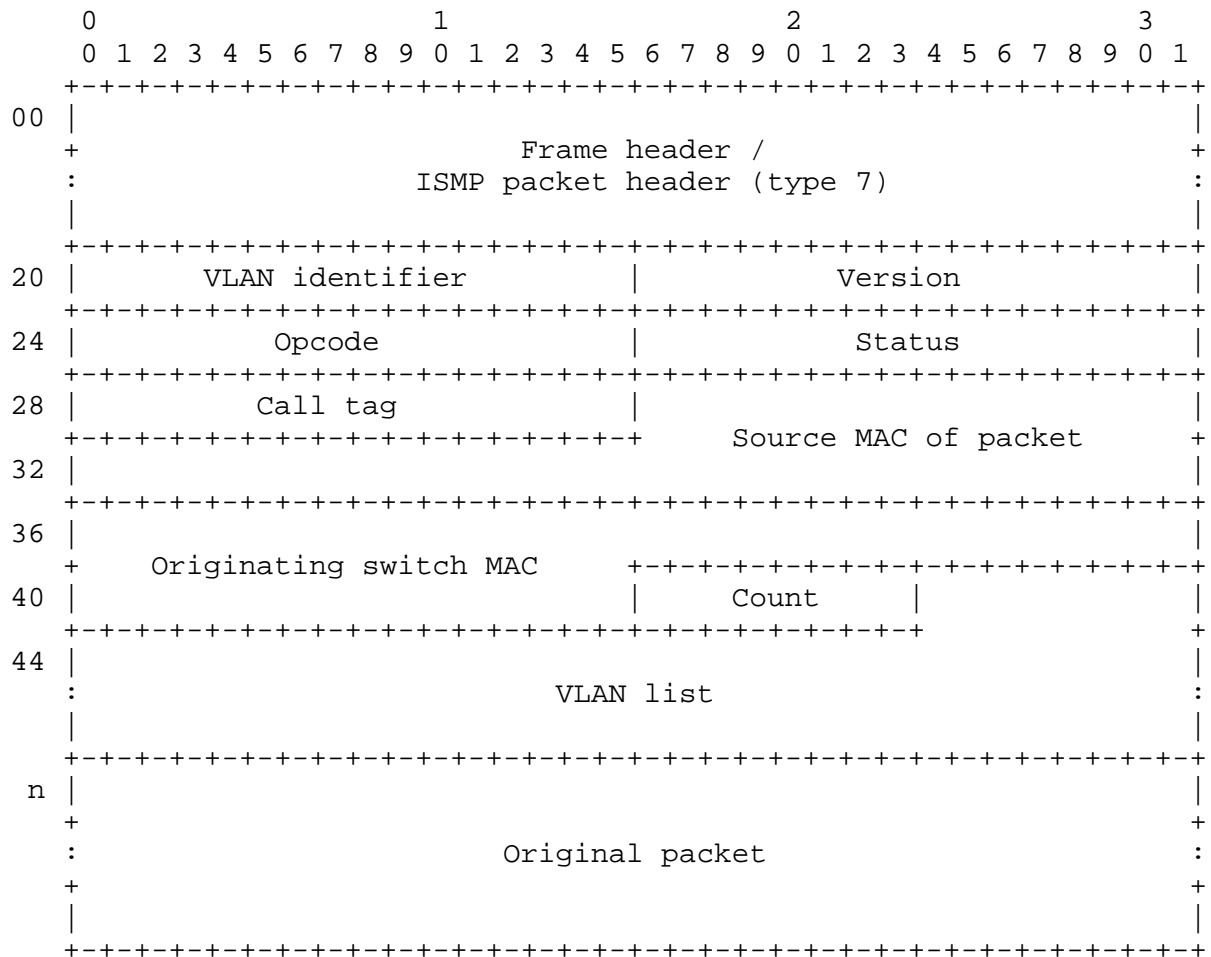 0 1 2 3
0 1 2 3 4 5 6 7 8 9 0 1 2 3 4 5 6 7 8 9 0 1 2 3 4 5 6 7 8 9 0 1
+-+-+-+-+-+-+-+-+-+-+-+-+-+-+-+-+-+-+-+-+-+-+-+-+-+-+-+-+-+-+-+-+
00 | |
+ Frame header / +
: ISMP packet header (type 7) :
| |
+-+-+-+-+-+-+-+-+-+-+-+-+-+-+-+-+-+-+-+-+-+-+-+-+-+-+-+-+-+-+-+-+
20 | VLAN identifier | Version |
+-+-+-+-+-+-+-+-+-+-+-+-+-+-+-+-+-+-+-+-+-+-+-+-+-+-+-+-+-+-+-+-+
24 | Opcode | Status |
+-+-+-+-+-+-+-+-+-+-+-+-+-+-+-+-+-+-+-+-+-+-+-+-+-+-+-+-+-+-+-+-+
28 | Call tag | |
+-+-+-+-+-+-+-+-+-+-+-+-+-+-+-+-+ Source MAC of packet +
32 | |
+-+-+-+-+-+-+-+-+-+-+-+-+-+-+-+-+-+-+-+-+-+-+-+-+-+-+-+-+-+-+-+-+
36 | |
+ Originating switch MAC +-+-+-+-+-+-+-+-+-+-+-+-+-+-+-+-+
40 | | Count | |
+-+-+-+-+-+-+-+-+-+-+-+-+-+-+-+-+-+-+-+-+-+-+-+-+ +
44 | |
: VLAN list :
| |
+-+-+-+-+-+-+-+-+-+-+-+-+-+-+-+-+-+-+-+-+-+-+-+-+-+-+-+-+-+-+-+-+
n | |
+ +
: Original packet :
+ +
| |
+-+-+-+-+-+-+-+-+-+-+-+-+-+-+-+-+-+-+-+-+-+-+-+-+-+-+-+-+-+-+-+-+